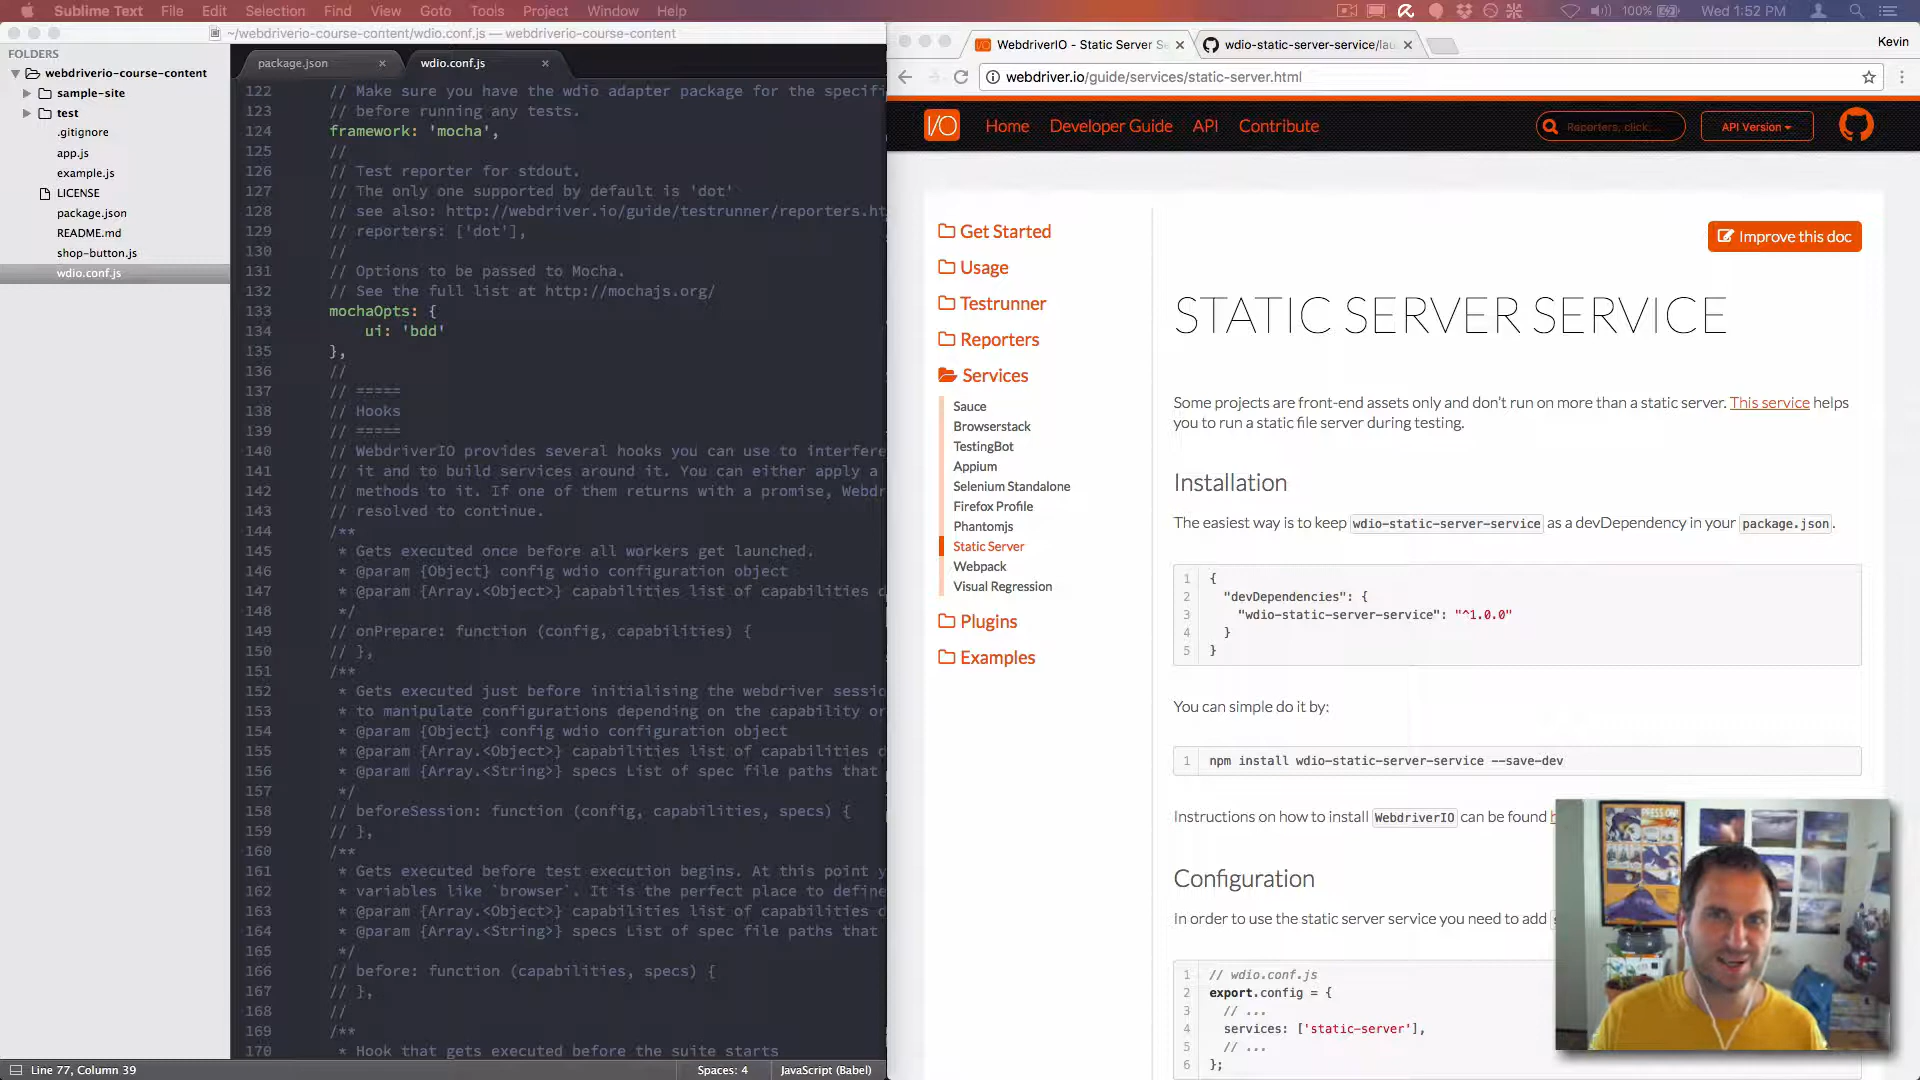 Sublime Text File Edit Selection Find View Goto Tools Project Window Help
100% Wed 1:52 PM
~/webdriverio-course-content/wdio.conf.js — webdriverio-course-content
FOLDERS
webdriverio-course-content
sample-site
test
.gitignore
app.js
example.js
LICENSE
package.json
README.md
shop-button.js
wdio.conf.js
package.json ×
wdio.conf.js ×
122 // Make sure you have the wdio adapter package for the specif
123 // before running any tests.
124 framework: 'mocha',
125 //
126 // Test reporter for stdout.
127 // The only one supported by default is 'dot'
128 // see also: http://webdriver.io/guide/testrunner/reporters.ht
129 // reporters: ['dot'],
130 //
131 // Options to be passed to Mocha.
132 // See the full list at http://mochajs.org/
133 mochaOpts: {
134 ui: 'bdd'
135 },
136 //
137 // =====
138 // Hooks
139 // =====
140 // WebdriverIO provides several hooks you can use to interfere
141 // it and to build services around it. You can either apply a
142 // methods to it. If one of them returns with a promise, Webdr
143 // resolved to continue.
144 /**
145 * Gets executed once before all workers get launched.
146 * @param {Object} config wdio configuration object
147 * @param {Array.<Object>} capabilities list of capabilities d
148 */
149 // onPrepare: function (config, capabilities) {
150 // },
151 /**
152 * Gets executed just before initialising the webdriver sessi
153 * to manipulate configurations depending on the capability or
154 * @param {Object} config wdio configuration object
155 * @param {Array.<Object>} capabilities list of capabilities d
156 * @param {Array.<String>} specs List of spec file paths that
157 */
158 // beforeSession: function (config, capabilities, specs) {
159 // },
160 /**
161 * Gets executed before test execution begins. At this point y
162 * variables like `browser`. It is the perfect place to define
163 * @param {Array.<Object>} capabilities list of capabilities d
164 * @param {Array.<String>} specs List of spec file paths that
165 */
166 // before: function (capabilities, specs) {
167 // },
168 //
169 /**
170 * Hook that gets executed before the suite starts
Line 77, Column 39 Spaces: 4 JavaScript (Babel)
WebdriverIO - Static Server Se ×
wdio-static-server-service/lau ×
Kevin
webdriver.io/guide/services/static-server.html
I/O Home Developer Guide API Contribute
Reporters, click....
API Version
Get Started
Usage
Testrunner
Reporters
Services
Sauce
Browserstack
TestingBot
Appium
Selenium Standalone
Firefox Profile
Phantomjs
Static Server
Webpack
Visual Regression
Plugins
Examples
Improve this doc
STATIC SERVER SERVICE
Some projects are front-end assets only and don't run on more than a static server. This service helps
you to run a static file server during testing.
Installation
The easiest way is to keep wdio-static-server-service as a devDependency in your package.json.
1 {
2 "devDependencies": {
3 "wdio-static-server-service": "^1.0.0"
4 }
5 }
You can simple do it by:
1 npm install wdio-static-server-service --save-dev
Instructions on how to install WebdriverIO can be found h
Configuration
In order to use the static server service you need to add s
1 // wdio.conf.js
2 export.config = {
3 // ...
4 services: ['static-server'],
5 // ...
6 };
PRESS ON!